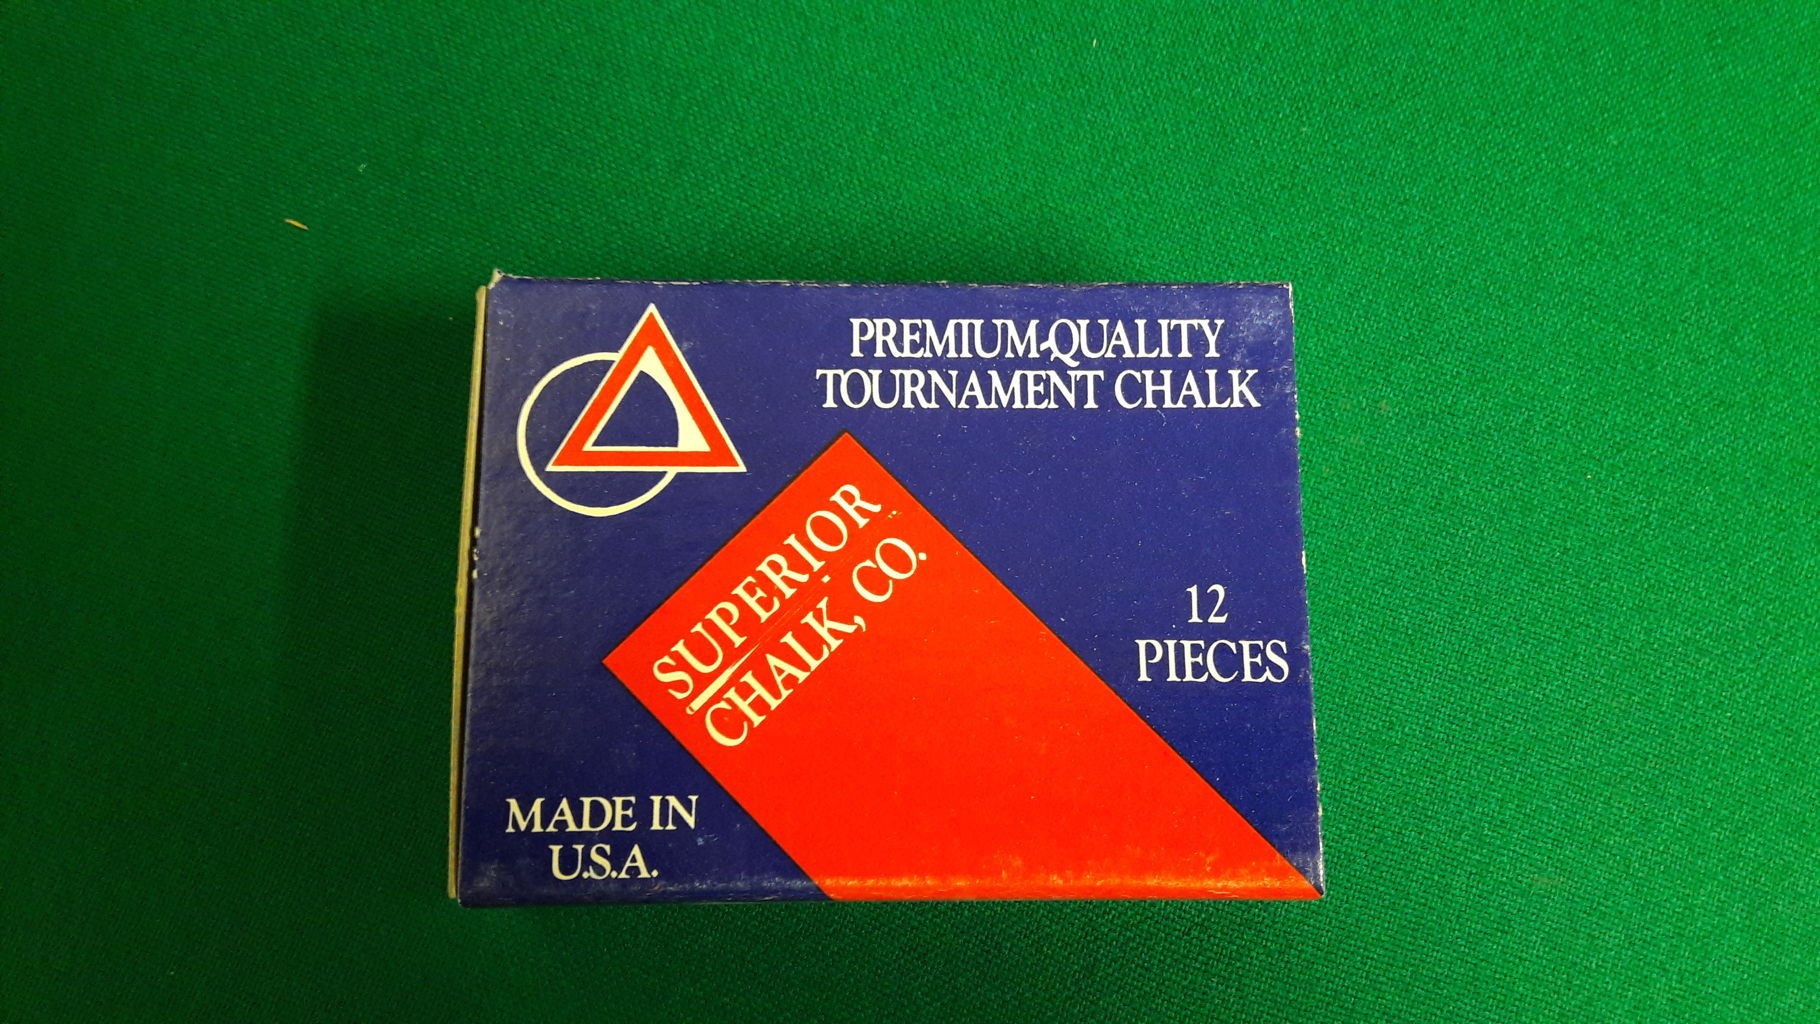 PREMIUM-QUALITY
TOURNAMENT CHALK
SUPERIOR
CHALK, CO.
12
PIECES
MADE IN
U.S.A.